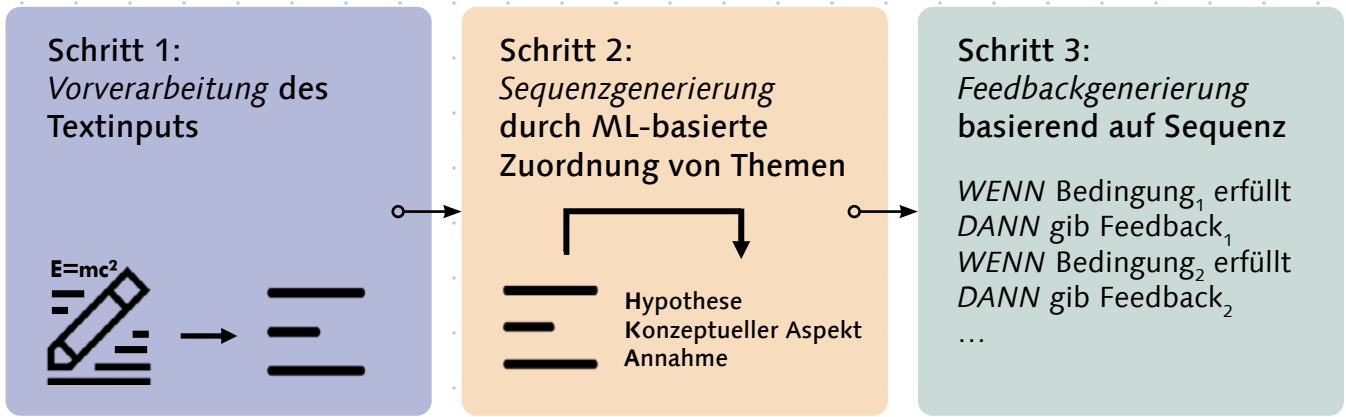 Schritt 1:
Vorverarbeitung des
Textinputs
E=mc²
Schritt 2:
Sequenzgenerierung
durch ML-basierte
Zuordnung von Themen
Hypothese
Konzeptueller Aspekt
Annahme
Schritt 3:
Feedbackgenerierung
basierend auf Sequenz
WENN Bedingung₁ erfüllt
DANN gib Feedback₁
WENN Bedingung₂ erfüllt
DANN gib Feedback₂
…